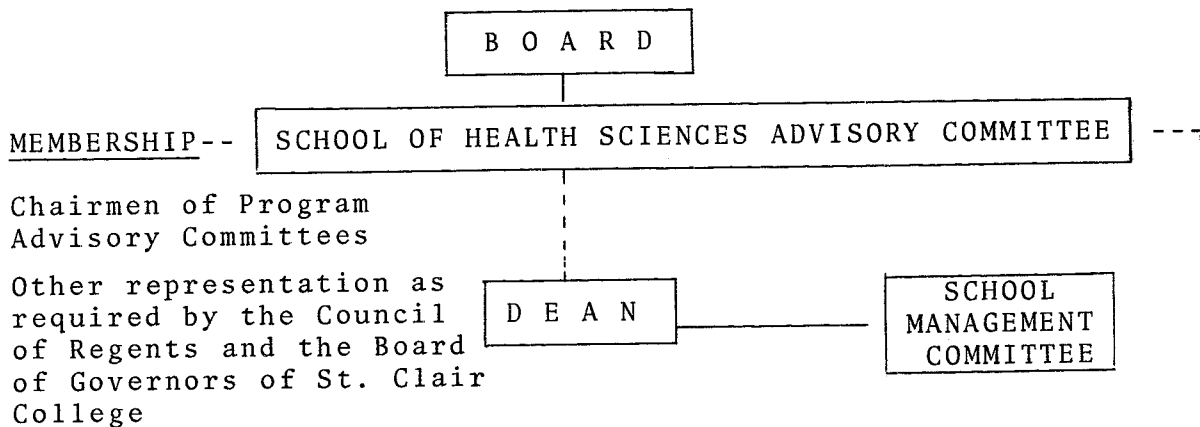 B O A R D
MEMBERSHIP-- SCHOOL OF HEALTH SCIENCES ADVISORY COMMITTEE ---
Chairmen of Program
Advisory Committees
Other representation as
required by the Council
of Regents and the Board
of Governors of St. Clair
College
D E A N
SCHOOL
MANAGEMENT
COMMITTEE